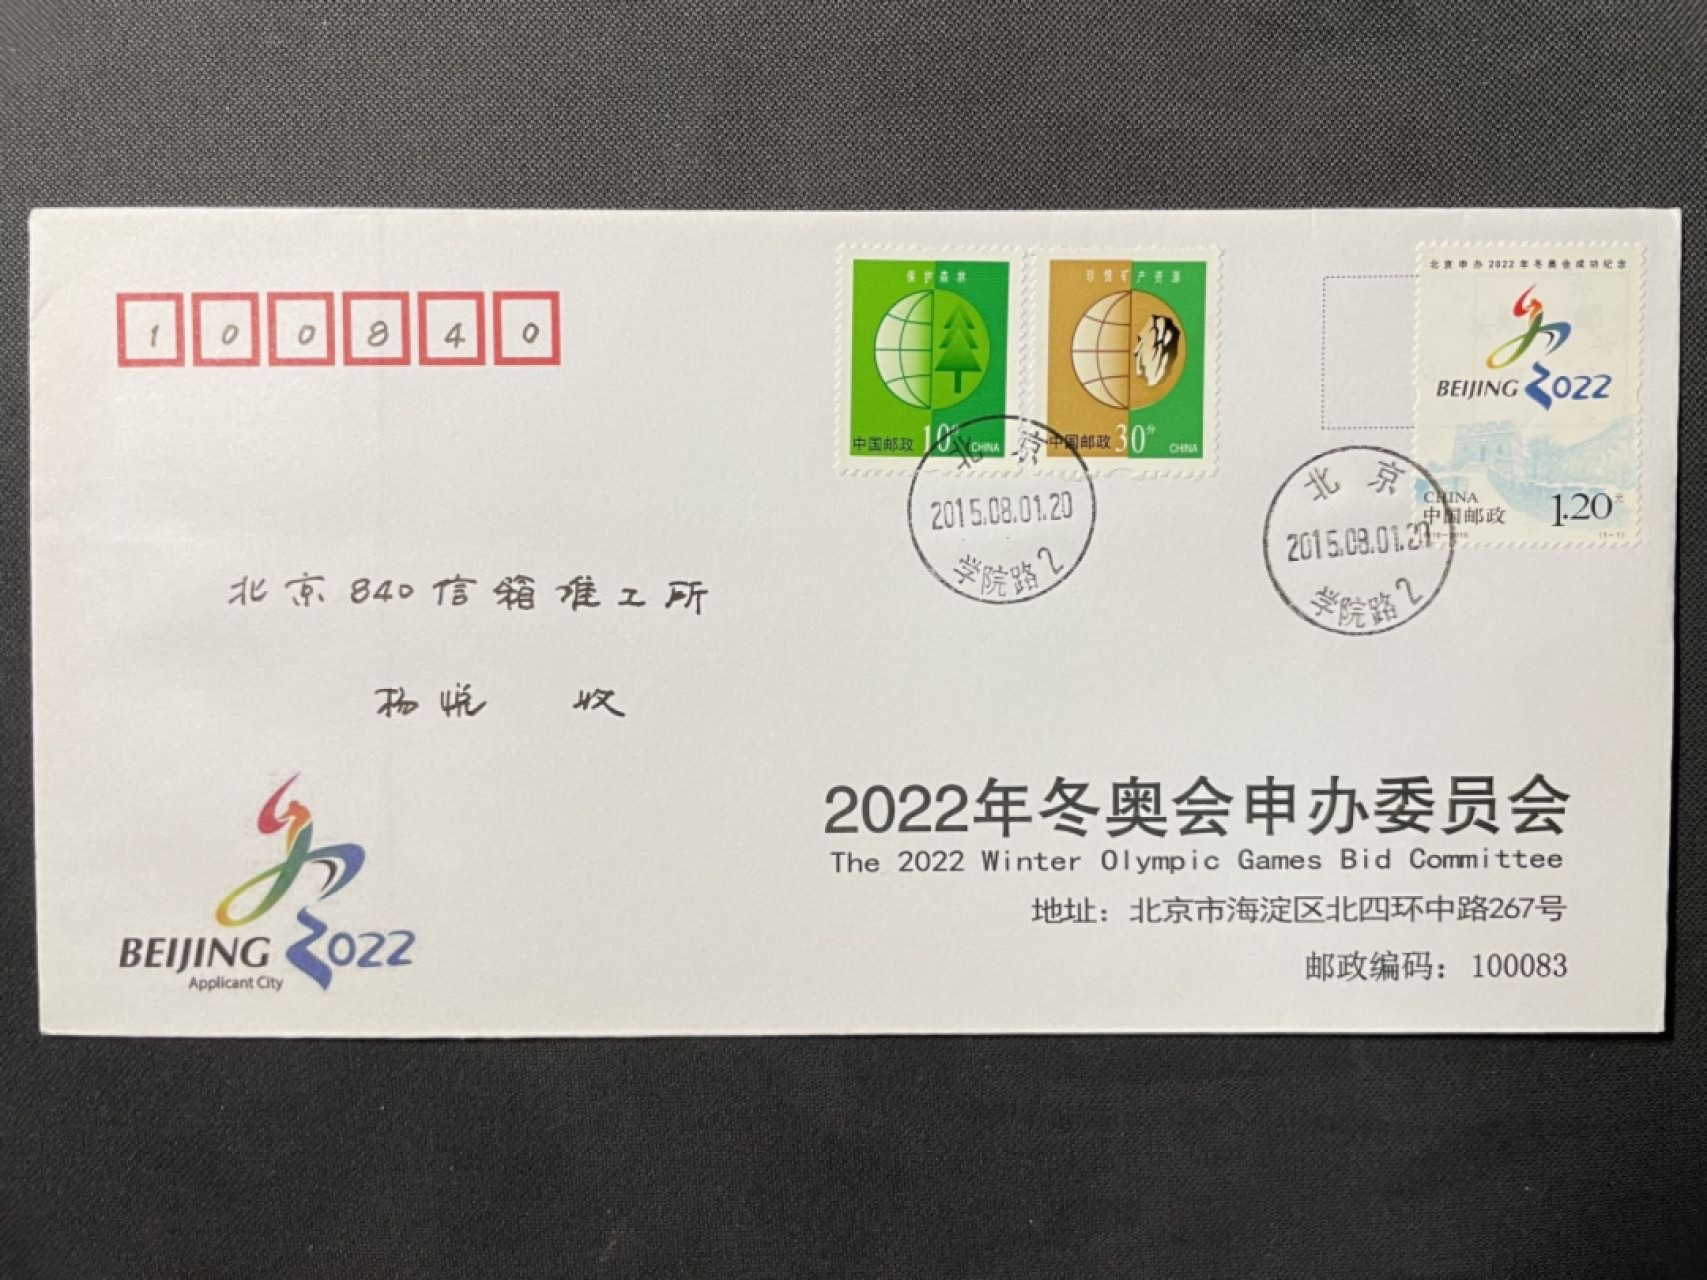 100840
保护森林
中国邮政 10分 CHINA
珍惜矿产资源
中国邮政 30分 CHINA
北京申办2022年冬奥会成功纪念
BEIJING 2022
CHINA
中国邮政
1.20元
(1-1)
北京
2015.08.01.20
学院路2
北京
2015.08.01.20
学院路2
北京840信箱难工所
杨悦 收
BEIJING 2022
Applicant City
2022年冬奥会申办委员会
The 2022 Winter Olympic Games Bid Committee
地址：北京市海淀区北四环中路267号
邮政编码：100083